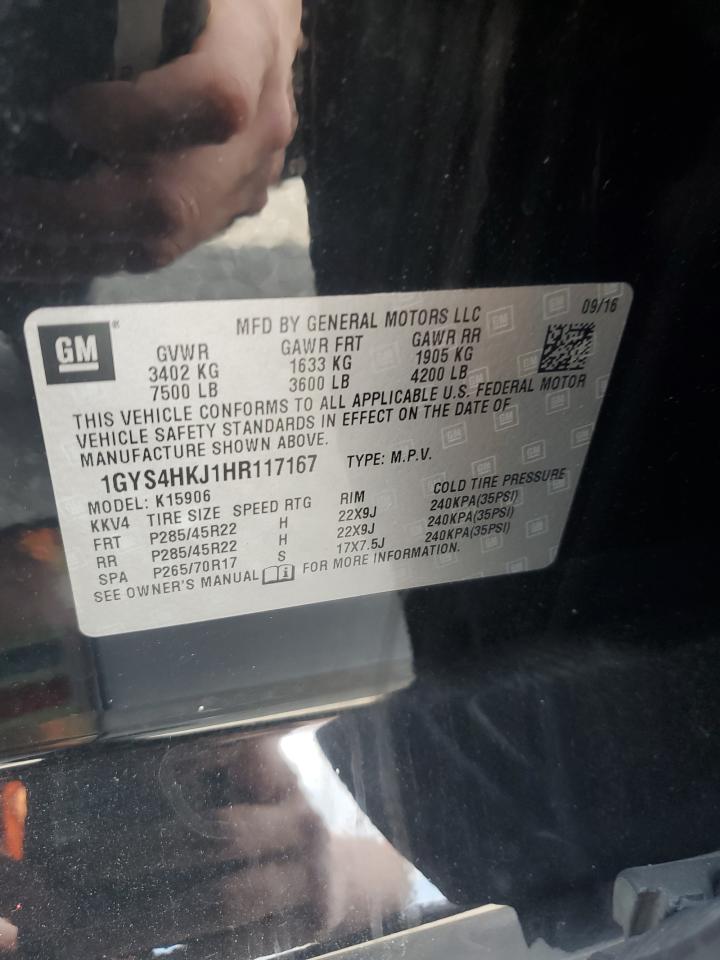 GM ®
MFD BY GENERAL MOTORS LLC
09/16
GVWR GAWR FRT GAWR RR
3402 KG 1633 KG 1905 KG
7500 LB 3600 LB 4200 LB
THIS VEHICLE CONFORMS TO ALL APPLICABLE U.S. FEDERAL MOTOR
VEHICLE SAFETY STANDARDS IN EFFECT ON THE DATE OF
MANUFACTURE SHOWN ABOVE.
1GYS4HKJ1HR117167 TYPE: M.P.V.
MODEL: K15906
KKV4 TIRE SIZE SPEED RTG RIM COLD TIRE PRESSURE
FRT P285/45R22 H 22X9J 240KPA(35PSI)
RR P285/45R22 H 22X9J 240KPA(35PSI)
SPA P265/70R17 S 17X7.5J 240KPA(35PSI)
SEE OWNER'S MANUAL FOR MORE INFORMATION.